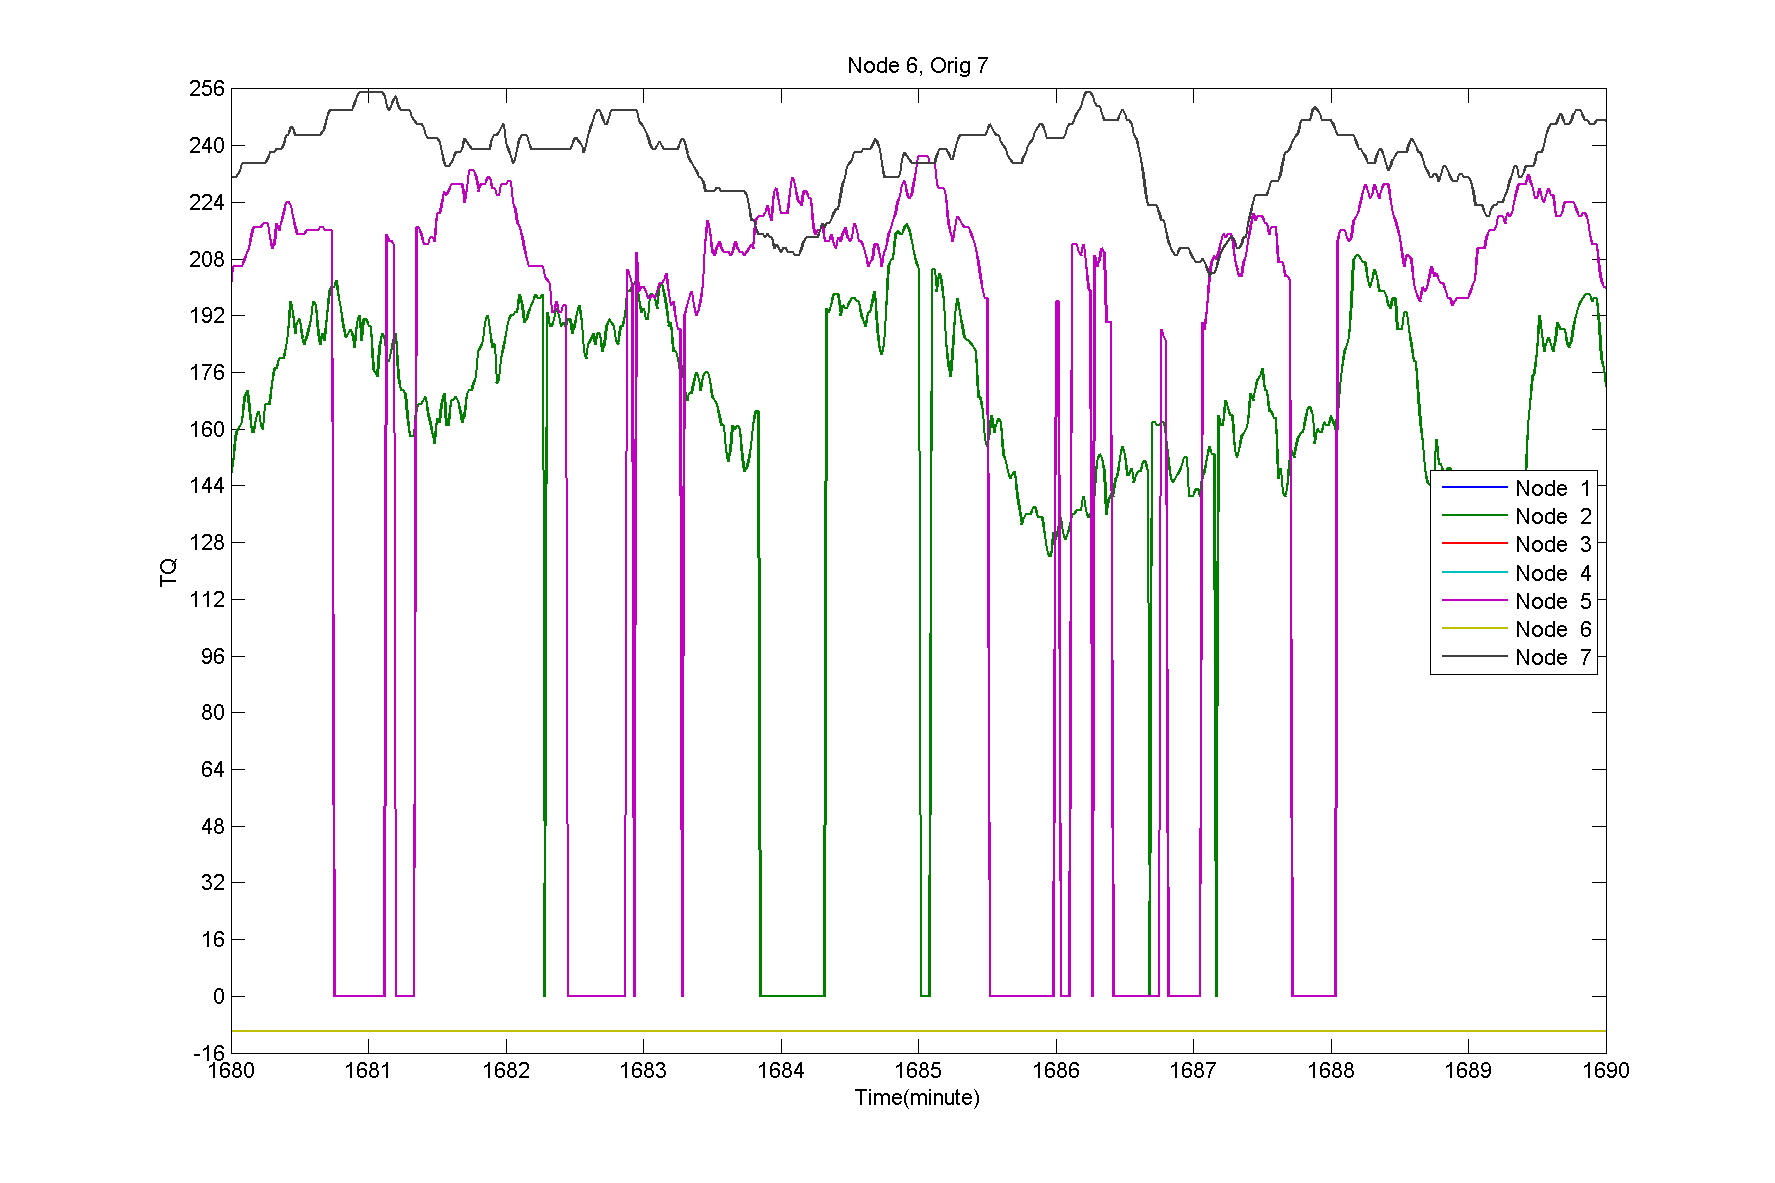 Node 6, Orig 7
256
240
224
208
192
176
160
144
128
112
96
80
64
48
32
16
0
-16
TQ
Node 1
Node 2
Node 3
Node 4
Node 5
Node 6
Node 7
1680 1681 1682 1683 1684 1685 1686 1687 1688 1689 1690
Time(minute)